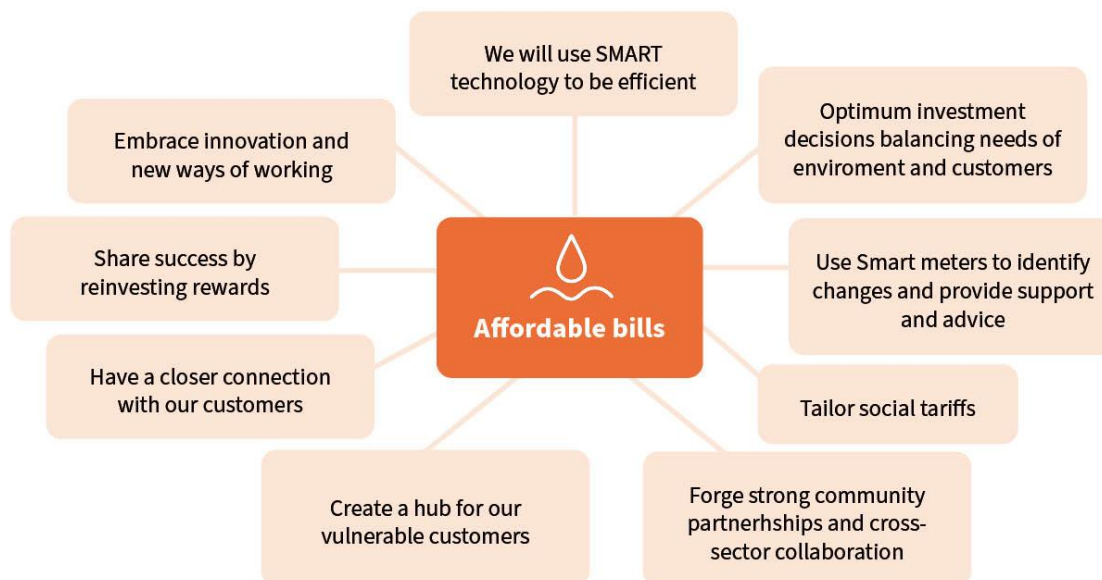 We will use SMART
technology to be efficient
Optimum investment
decisions balancing needs of
enviroment and customers
Embrace innovation and
new ways of working
Share success by
reinvesting rewards
Use Smart meters to identify
changes and provide support
and advice
Affordable bills
Have a closer connection
with our customers
Tailor social tariffs
Create a hub for our
vulnerable customers
Forge strong community
partnerhships and cross-
sector collaboration